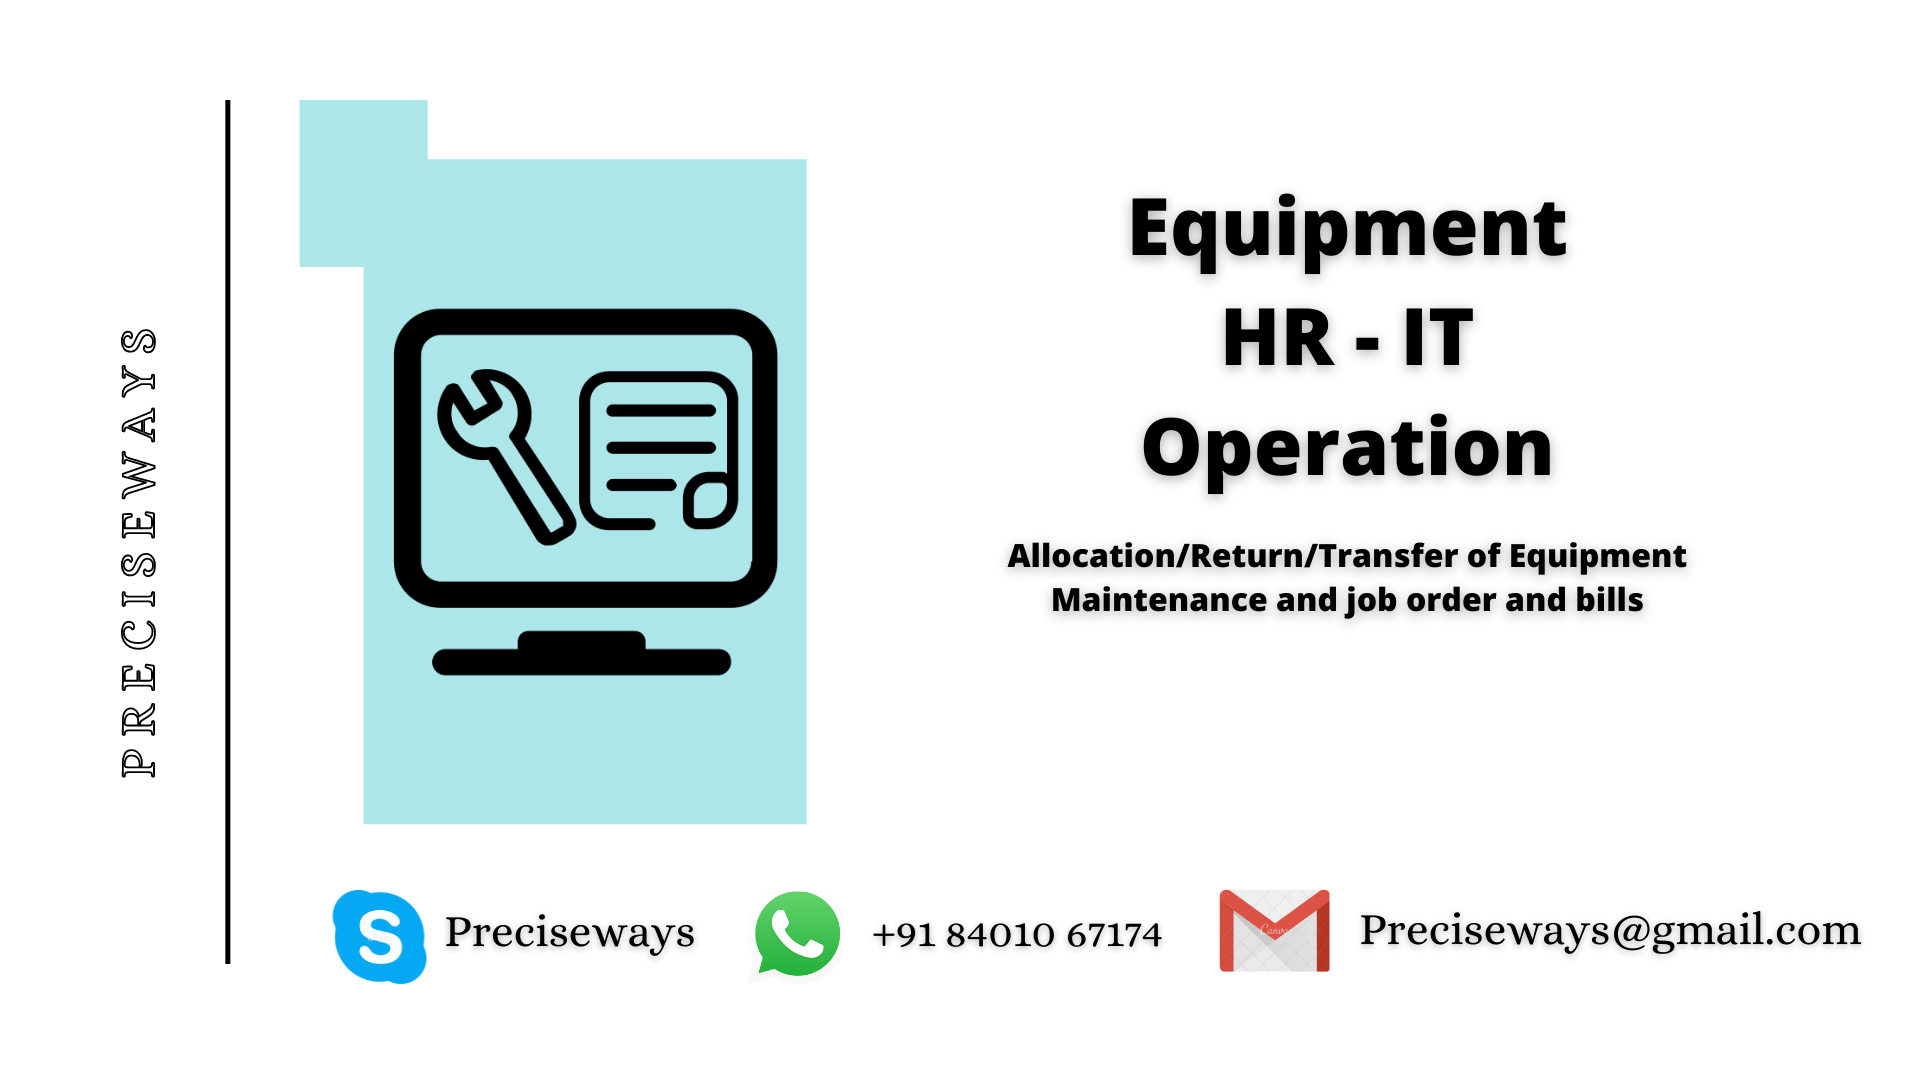 PRECISEWAYS
Equipment
HR - IT
Operation
Allocation/Return/Transfer of Equipment
Maintenance and job order and bills
S
Preciseways
+91 84010 67174
Canva
Preciseways@gmail.com